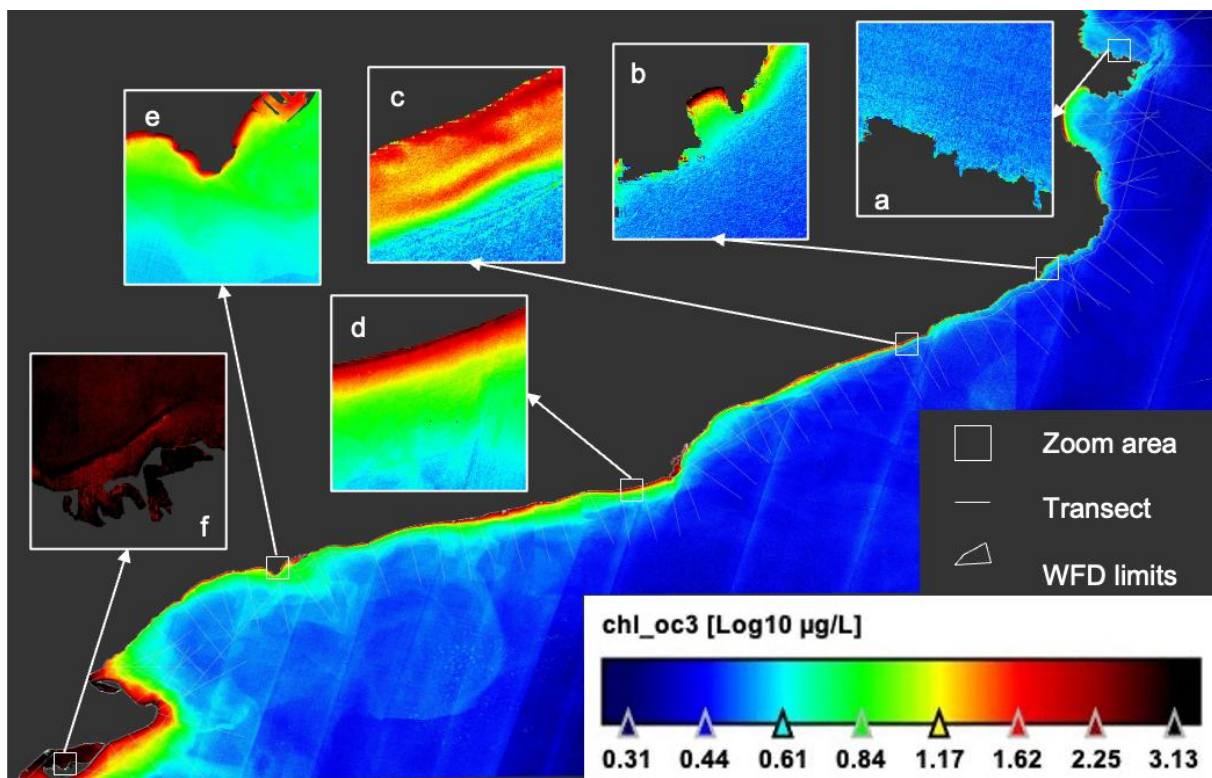 a
b
c
e
d
f
Zoom area
Transect
WFD limits
chl_oc3 [Log10 µg/L]
0.31 0.44 0.61 0.84 1.17 1.62 2.25 3.13